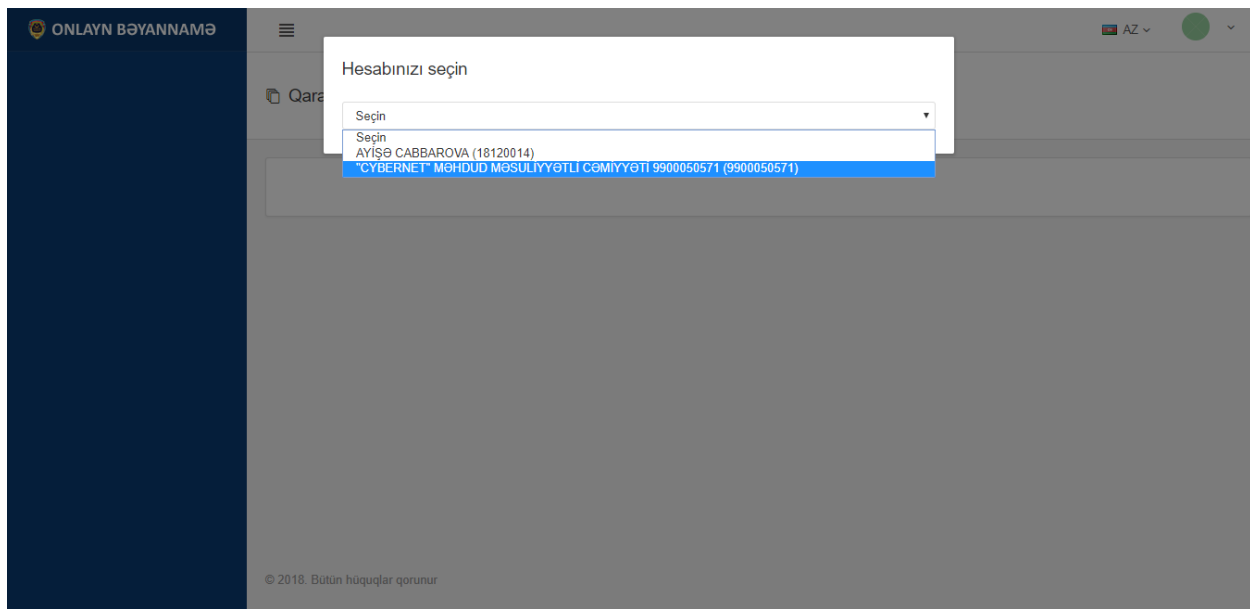 ONLAYN BƏYANNAMƏ
AZ
Hesabınızı seçin
Qara
Seçin
Seçin
AYİŞƏ CABBAROVA (18120014)
"CYBERNET" MƏHDUD MƏSULİYYƏTLİ CƏMİYYƏTİ 9900050571 (9900050571)
© 2018. Bütün hüquqlar qorunur